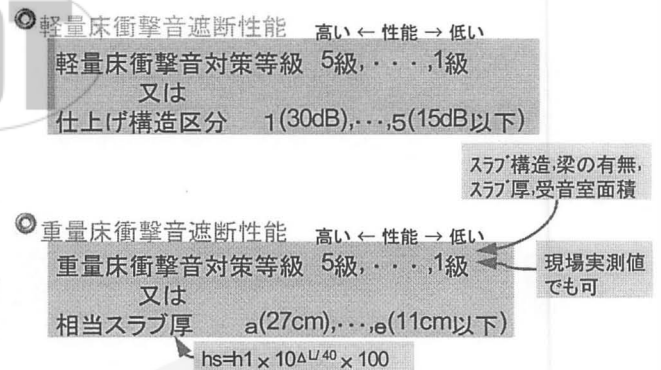 ◎軽量床衝撃音遮断性能 高い ← 性能 → 低い
軽量床衝撃音対策等級 5級,・・・,1級
又は
仕上げ構造区分 1(30dB),・・・,5(15dB以下)
スラブ構造,梁の有無,
スラブ厚,受音室面積
◎重量床衝撃音遮断性能 高い ← 性能 → 低い
重量床衝撃音対策等級 5級,・・・,1級
又は
相当スラブ厚 a(27cm),・・・,e(11cm以下)
現場実測値
でも可
hs=h1×10^ΔL/40×100